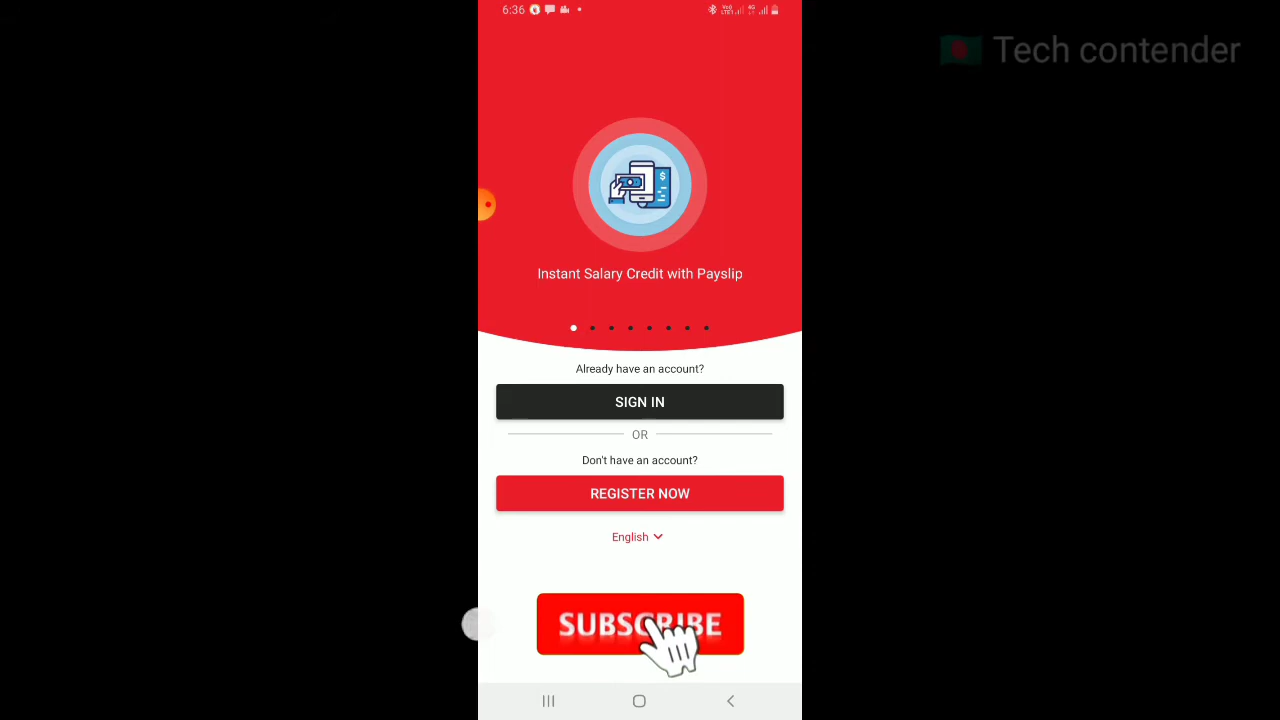 6:36
Tech contender
Instant Salary Credit with Payslip
Already have an account?
SIGN IN
OR
Don't have an account?
REGISTER NOW
English
SUBSCRIBE